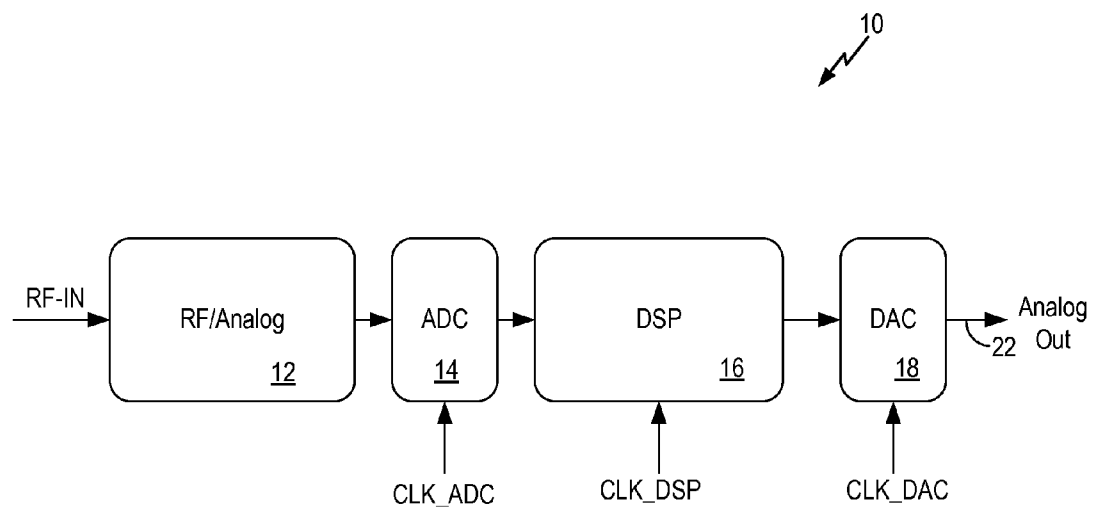 10
RF-IN
RF/Analog
12
ADC
14
DSP
16
DAC
18
22
Analog
Out
CLK_ADC
CLK_DSP
CLK_DAC